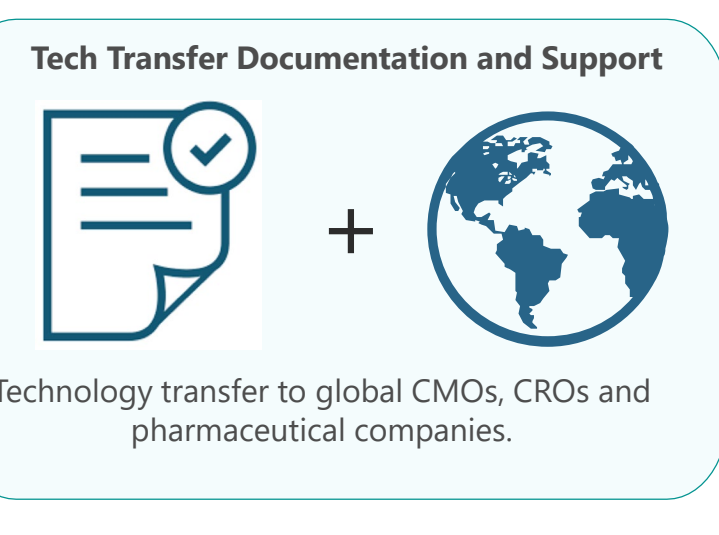 Tech Transfer Documentation and Support
+
Technology transfer to global CMOs, CROs and
pharmaceutical companies.